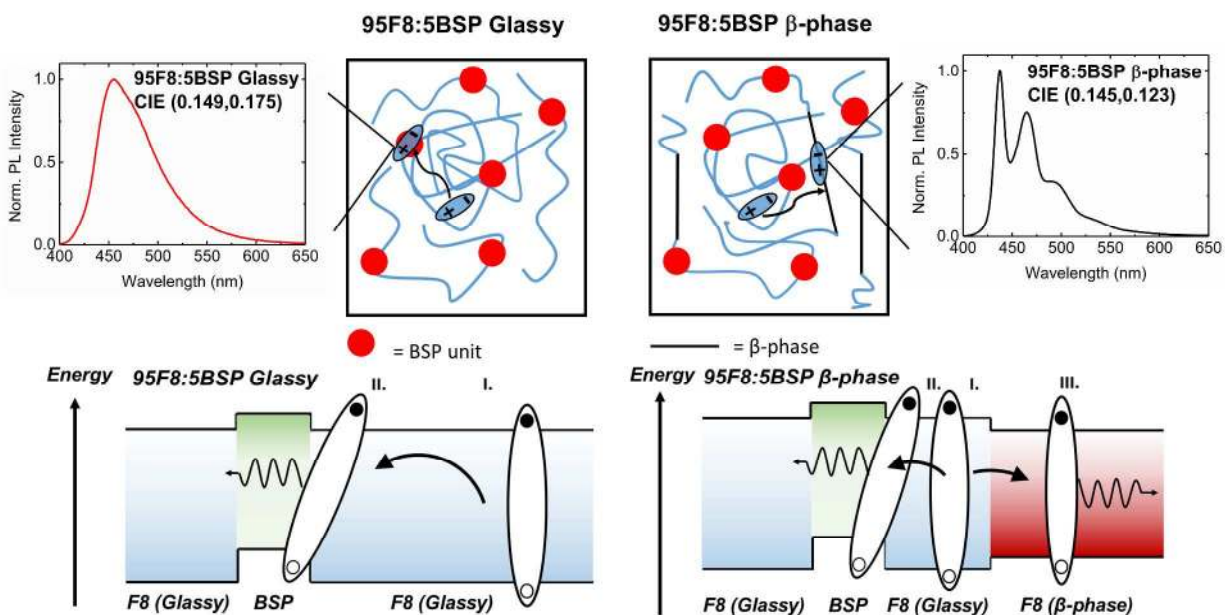 95F8:5BSP Glassy
95F8:5BSP β-phase
95F8:5BSP Glassy
CIE (0.149,0.175)
Norm. PL Intensity
1.0
0.5
0.0
400 450 500 550 600 650
Wavelength (nm)
95F8:5BSP β-phase
CIE (0.145,0.123)
Norm. PL Intensity
1.0
0.5
0.0
400 450 500 550 600 650
Wavelength (nm)
= BSP unit
= β-phase
Energy
95F8:5BSP Glassy
II.
I.
F8 (Glassy)
BSP
F8 (Glassy)
Energy
95F8:5BSP β-phase
II.
I.
III.
F8 (Glassy)
BSP
F8 (Glassy)
F8 (β-phase)